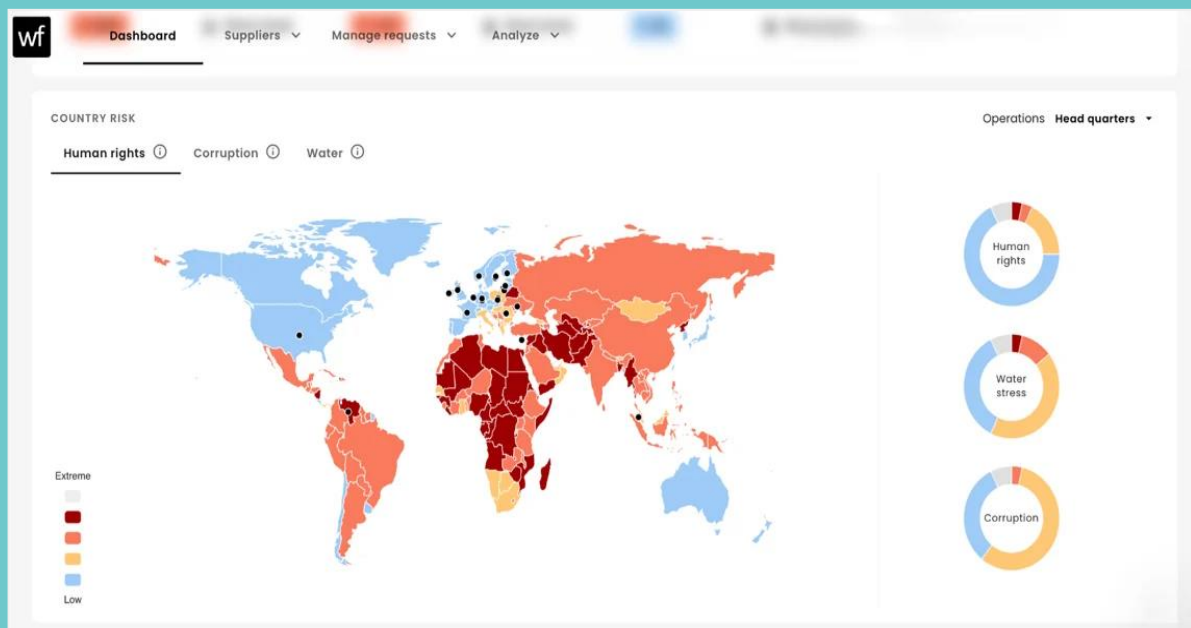 wf
Dashboard Suppliers Manage requests Analyze
COUNTRY RISK
Operations Head quarters
Human rights Corruption Water
Human
rights
Water
stress
Corruption
Extreme
Low